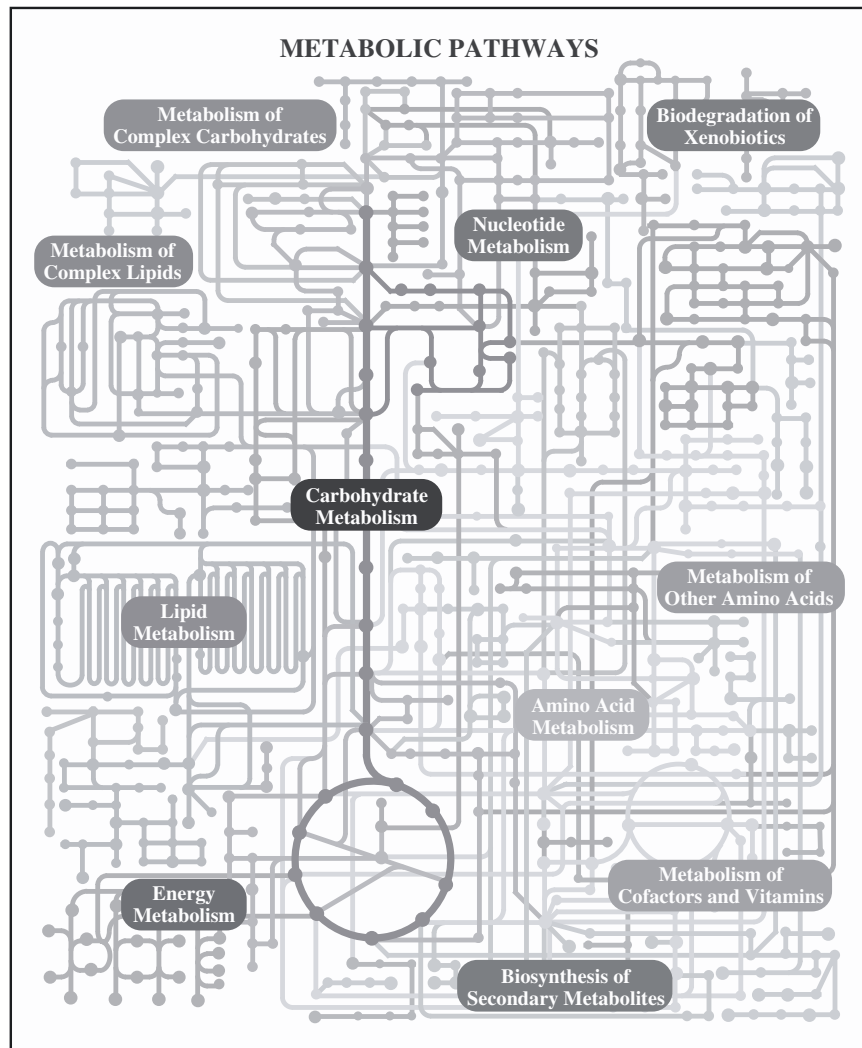 METABOLIC PATHWAYS
Metabolism of
Complex Carbohydrates
Biodegradation of
Xenobiotics
Nucleotide
Metabolism
Metabolism of
Complex Lipids
Carbohydrate
Metabolism
Metabolism of
Other Amino Acids
Lipid
Metabolism
Amino Acid
Metabolism
Metabolism of
Cofactors and Vitamins
Energy
Metabolism
Biosynthesis of
Secondary Metabolites